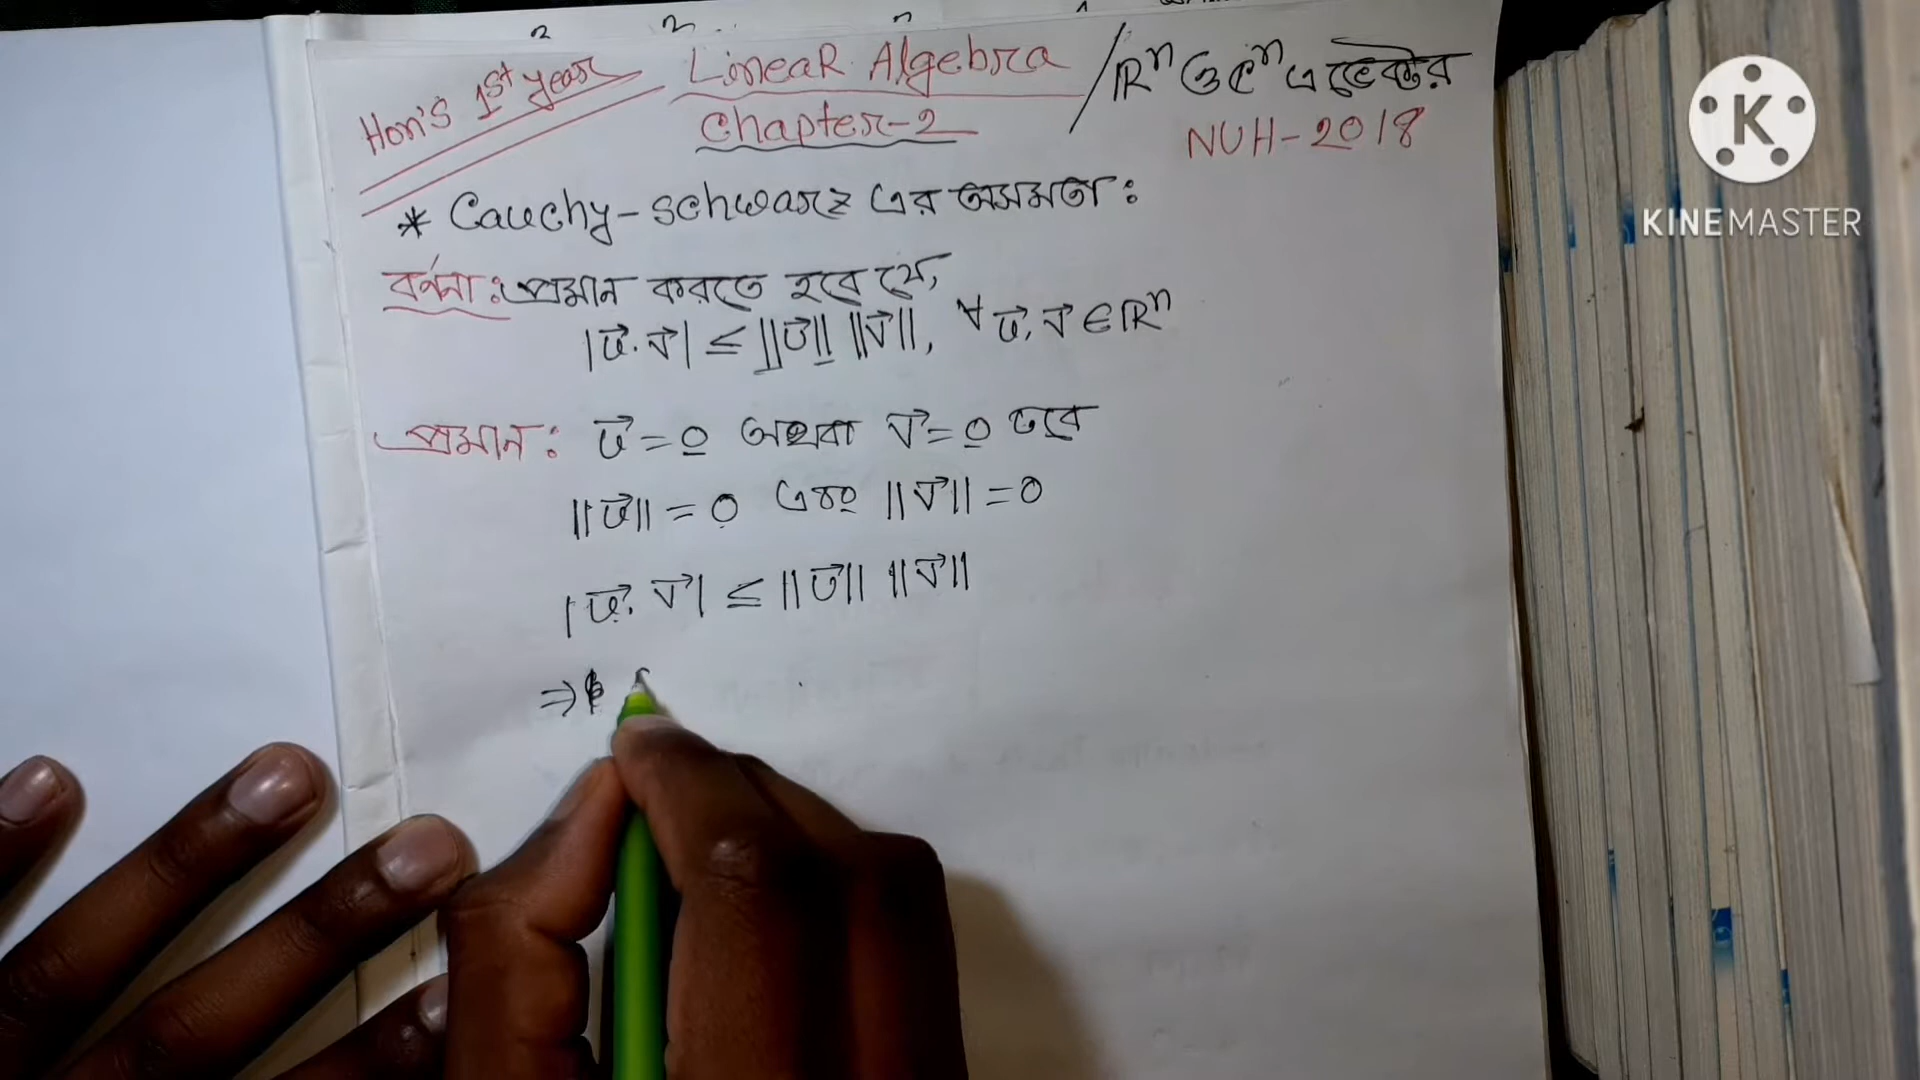 Hon's 1st year
Linear Algebra / Rⁿ ও Cⁿ এ ভেক্টর
Chapter-2
NUH-2018
* Cauchy-schwarz এর অসমতা:
বর্ননা: প্রমান করতে হবে যে,
|u⃗. v⃗| ≤ ||u⃗|| ||v⃗||, ∀ u⃗, v⃗ ∈ Rⁿ
প্রমান: u⃗ = 0 অথবা v⃗ = 0 তবে
||u⃗|| = 0 এবং ||v⃗|| = 0
|u⃗. v⃗| ≤ ||u⃗|| ||v⃗||
⇒
K
KINEMASTER